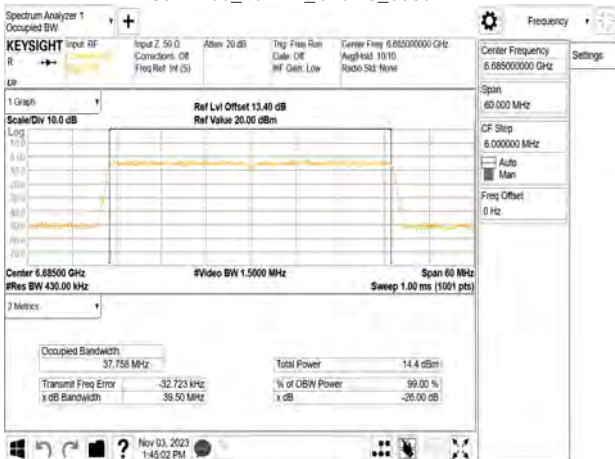 Spectrum Analyzer 1
Occupied BW
Frequency
KEYSIGHT Input: RF
R
Input Z: 50 Ω
Corrections: Off
Freq Ref: Int (S)
Atten: 20 dB
Trig: Free Run
Gate: Off
#IF Gain: Low
Center Freq: 6.685000000 GHz
Avg|Hold: 10/10
Radio Std: None
Center Frequency
6.685000000 GHz
Settings
Span
60.000 MHz
CF Step
6.000000 MHz
Auto
Man
Freq Offset
0 Hz
1 Graph
Scale/Div 10.0 dB
Ref Lvl Offset 13.40 dB
Ref Value 20.00 dBm
Log
10.0
0.00
Center 6.68500 GHz
#Res BW 430.00 kHz
#Video BW 1.5000 MHz
Span 60 MHz
Sweep 1.00 ms (1001 pts)
2 Metrics
Occupied Bandwidth
37.758 MHz
Total Power 14.4 dBm
Transmit Freq Error -32.723 kHz
% of OBW Power 99.00 %
x dB Bandwidth 39.50 MHz
x dB -26.00 dB
Nov 03, 2023
1:45:02 PM